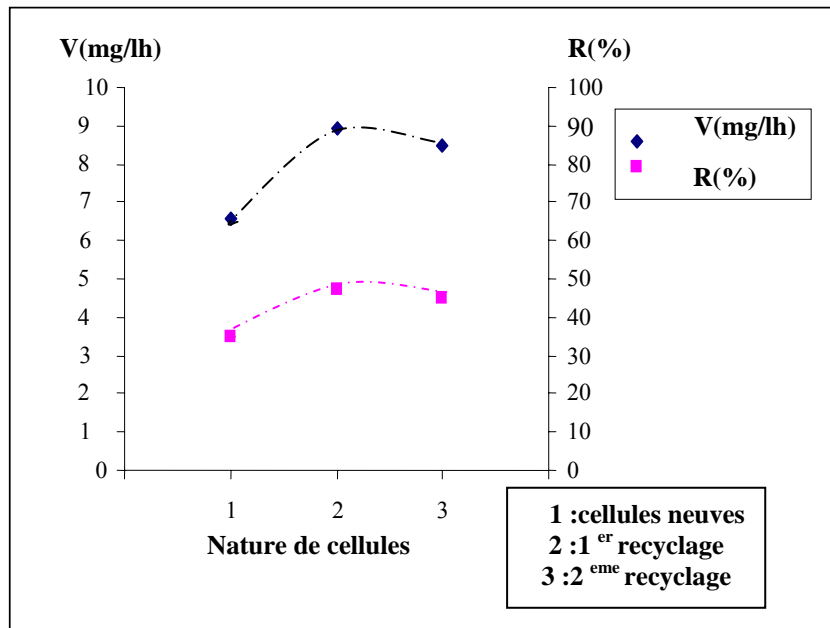 V(mg/lh) R(%)
10 100
9 90
8 80
7 70
6 60
5 50
4 40
3 30
2 20
1 10
0 0
1 2 3
Nature de cellules
V(mg/lh)
R(%)
1 :cellules neuves
2 :1 er recyclage
3 :2 eme recyclage